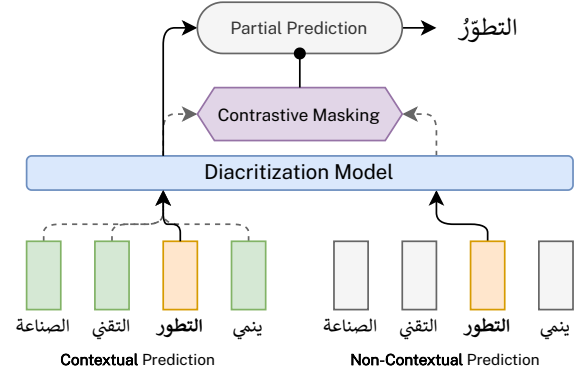 Partial Prediction
التطوّرُ
Contrastive Masking
Diacritization Model
ينمي التطور التقني الصناعة
ينمي التطور التقني الصناعة
Contextual Prediction
Non-Contextual Prediction